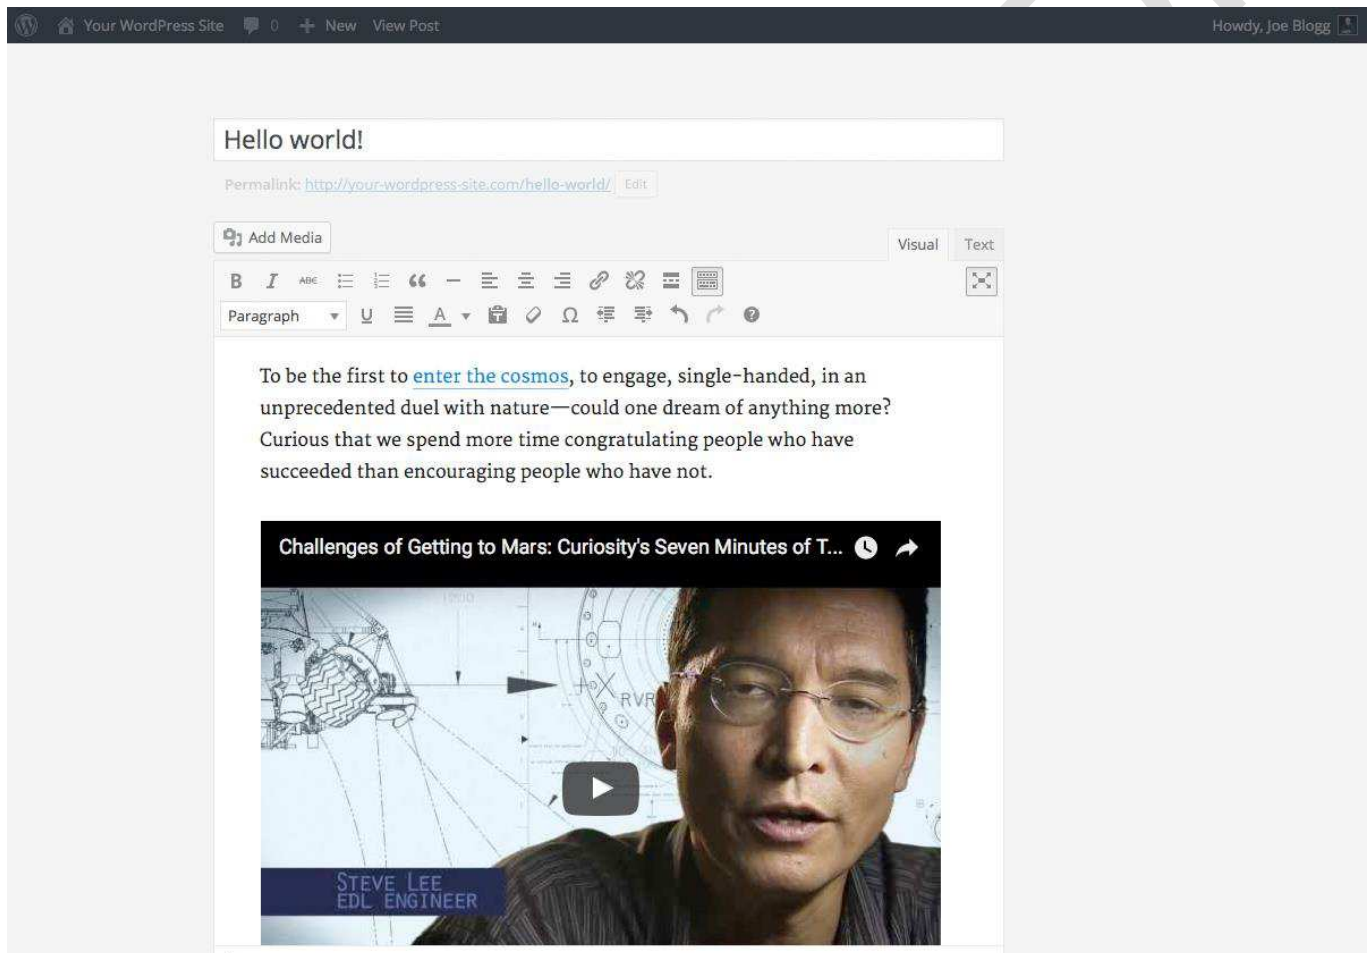 Your WordPress Site 0 + New View Post Howdy, Joe Blogg
Hello world!
Permalink: http://your-wordpress-site.com/hello-world/ Edit
Add Media
Visual Text
B I ABC
Paragraph U A Ω
To be the first to enter the cosmos, to engage, single-handed, in an
unprecedented duel with nature—could one dream of anything more?
Curious that we spend more time congratulating people who have
succeeded than encouraging people who have not.
Challenges of Getting to Mars: Curiosity's Seven Minutes of T...
RVR
STEVE LEE
EDL ENGINEER